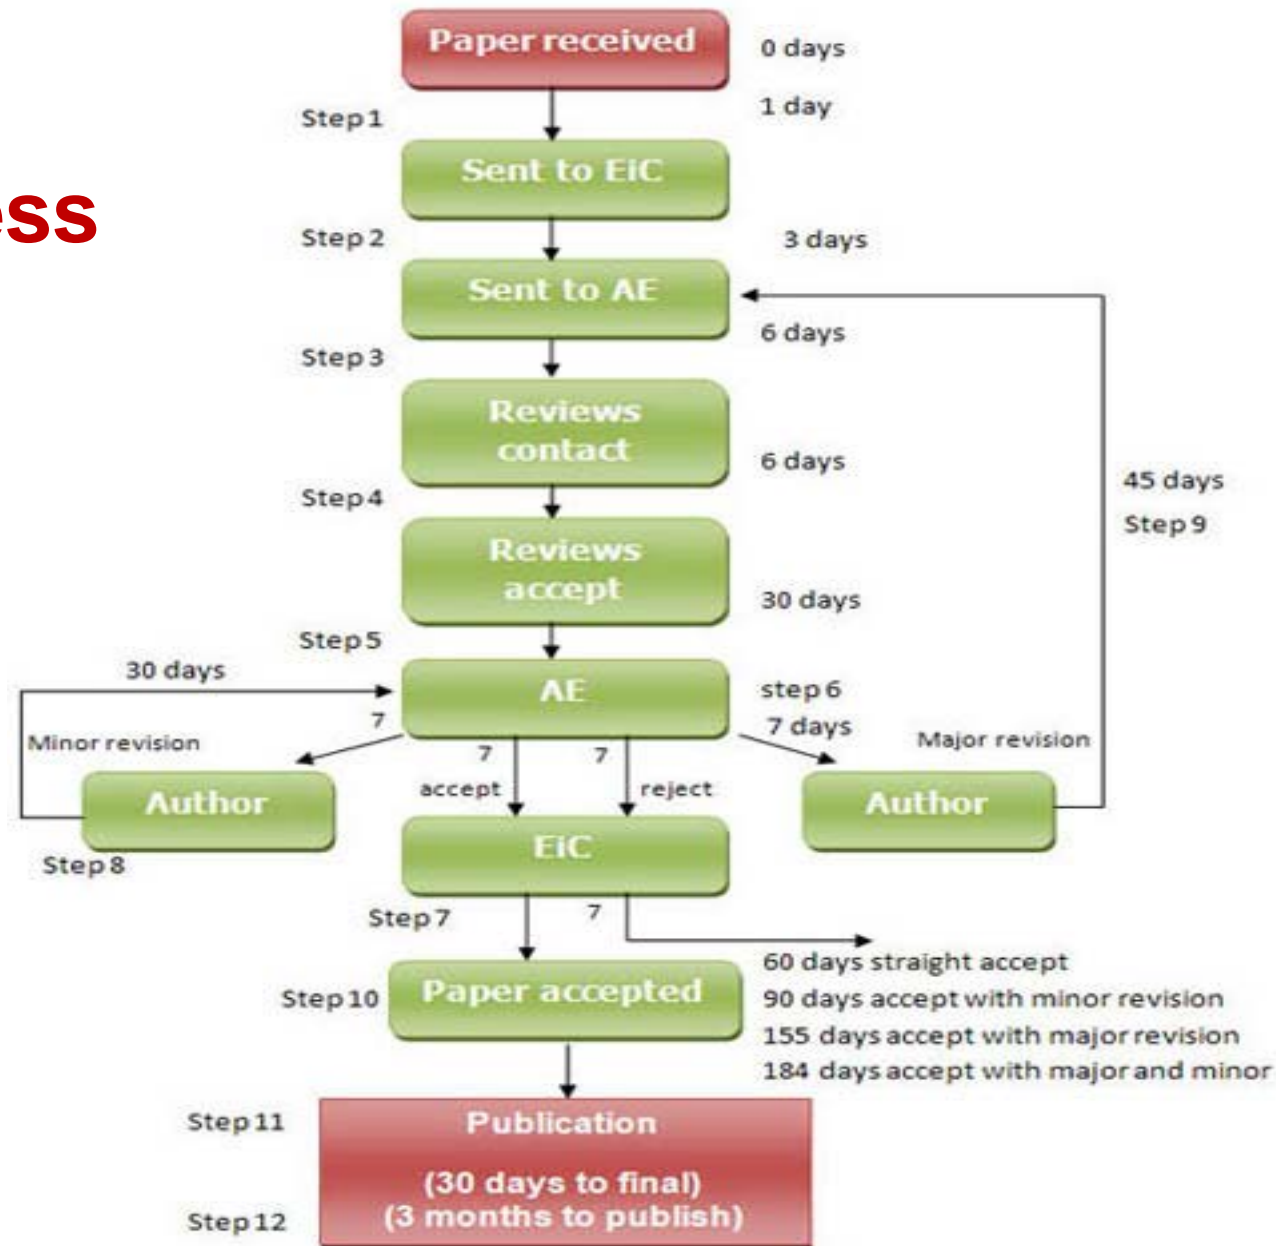 Paper received
0 days
Step 1
1 day
ess
Sent to EiC
Step 2
3 days
Sent to AE
6 days
Step 3
Reviews
contact
6 days
45 days
Step 9
Step 4
Reviews
accept
30 days
Step 5
30 days
AE
step 6
7
7 days
Minor revision
7
7
Major revision
accept
reject
Author
Author
EiC
Step 8
Step 7
7
60 days straight accept
Step 10
Paper accepted
90 days accept with minor revision
155 days accept with major revision
184 days accept with major and minor
Step 11
Publication
(30 days to final)
Step 12
(3 months to publish)